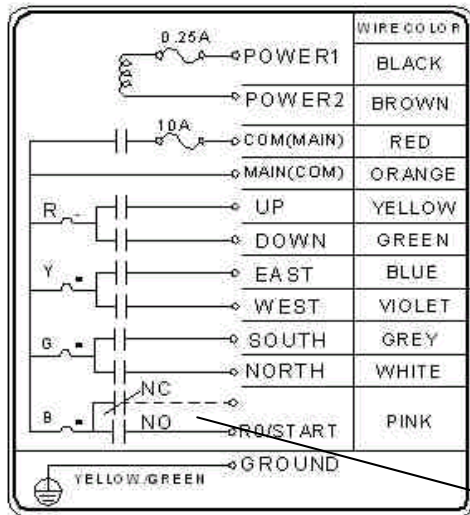 WIRE COLOR
0.25A
POWER1 BLACK
POWER2 BROWN
10A
COM(MAIN) RED
MAIN(COM) ORANGE
R UP YELLOW
DOWN GREEN
Y EAST BLUE
WEST VIOLET
G SOUTH GREY
NORTH WHITE
NC
B NO R0/START PINK
GROUND
YELLOW/GREEN